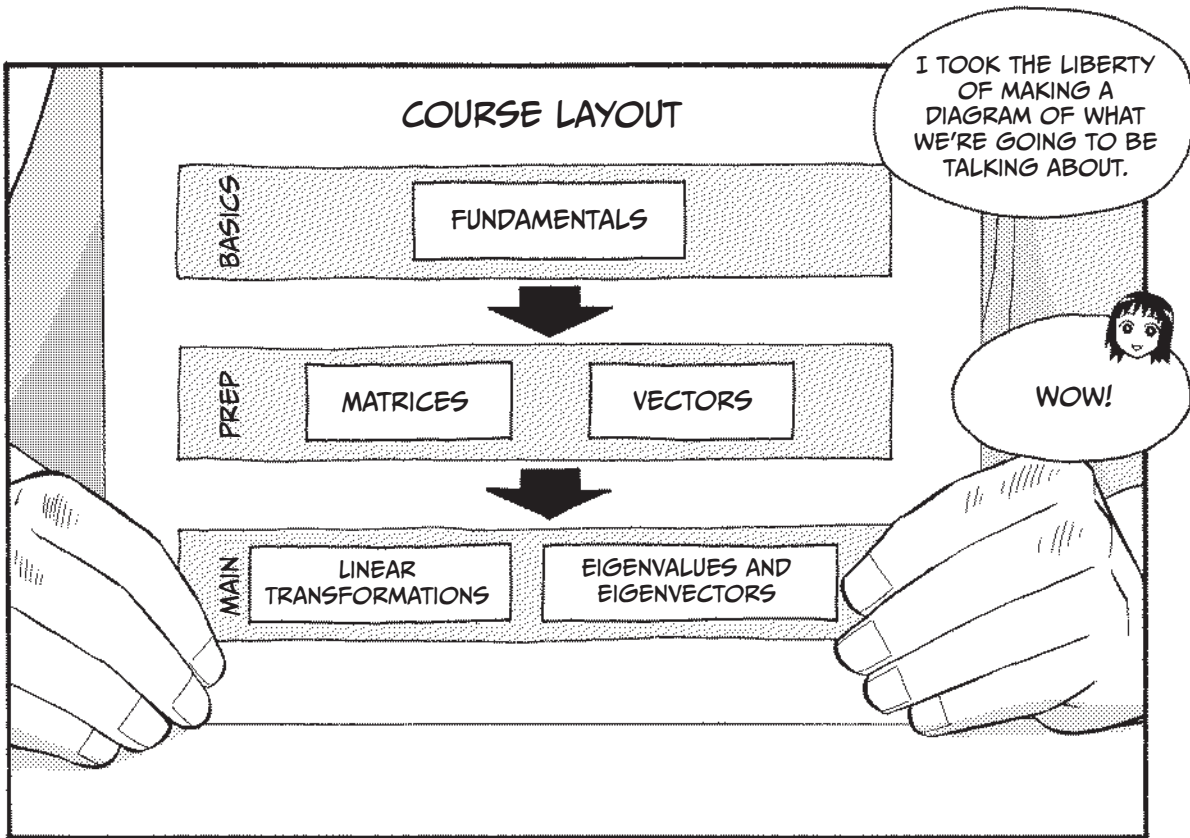 I TOOK THE LIBERTY
OF MAKING A
DIAGRAM OF WHAT
WE'RE GOING TO BE
TALKING ABOUT.
COURSE LAYOUT
BASICS
FUNDAMENTALS
PREP
MATRICES
VECTORS
WOW!
MAIN
LINEAR
TRANSFORMATIONS
EIGENVALUES AND
EIGENVECTORS